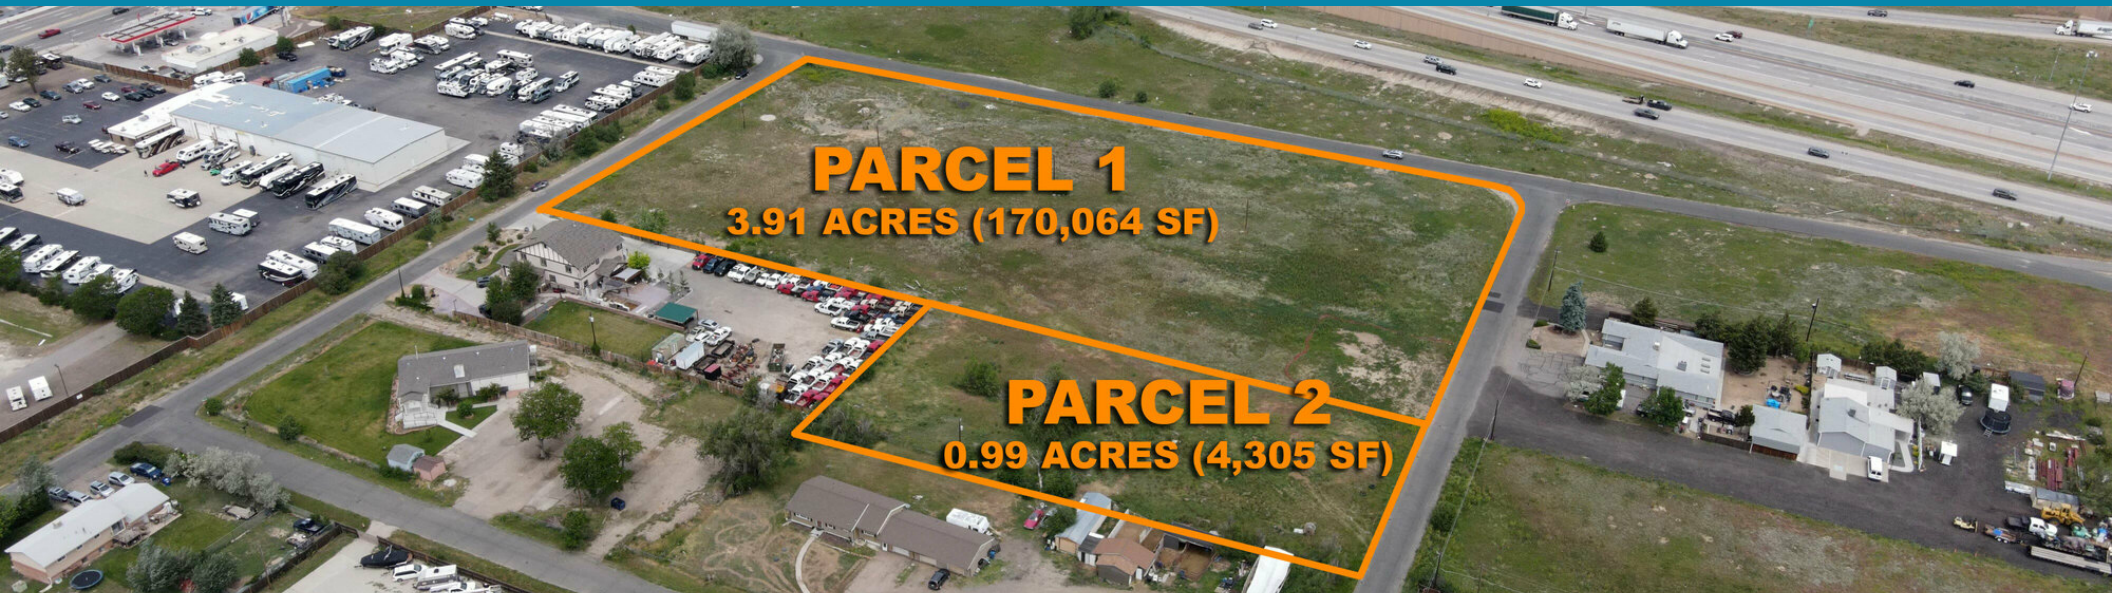 PARCEL 1
3.91 ACRES (170,064 SF)
PARCEL 2
0.99 ACRES (4,305 SF)